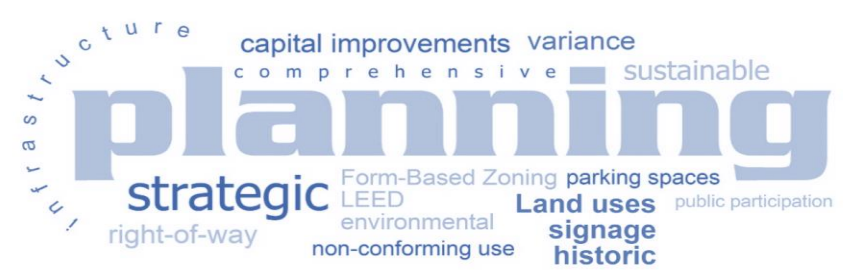 infrastructure
capital improvements variance
comprehensive sustainable
planning
strategic Form-Based Zoning parking spaces
LEED Land uses public participation
right-of-way environmental signage
non-conforming use historic